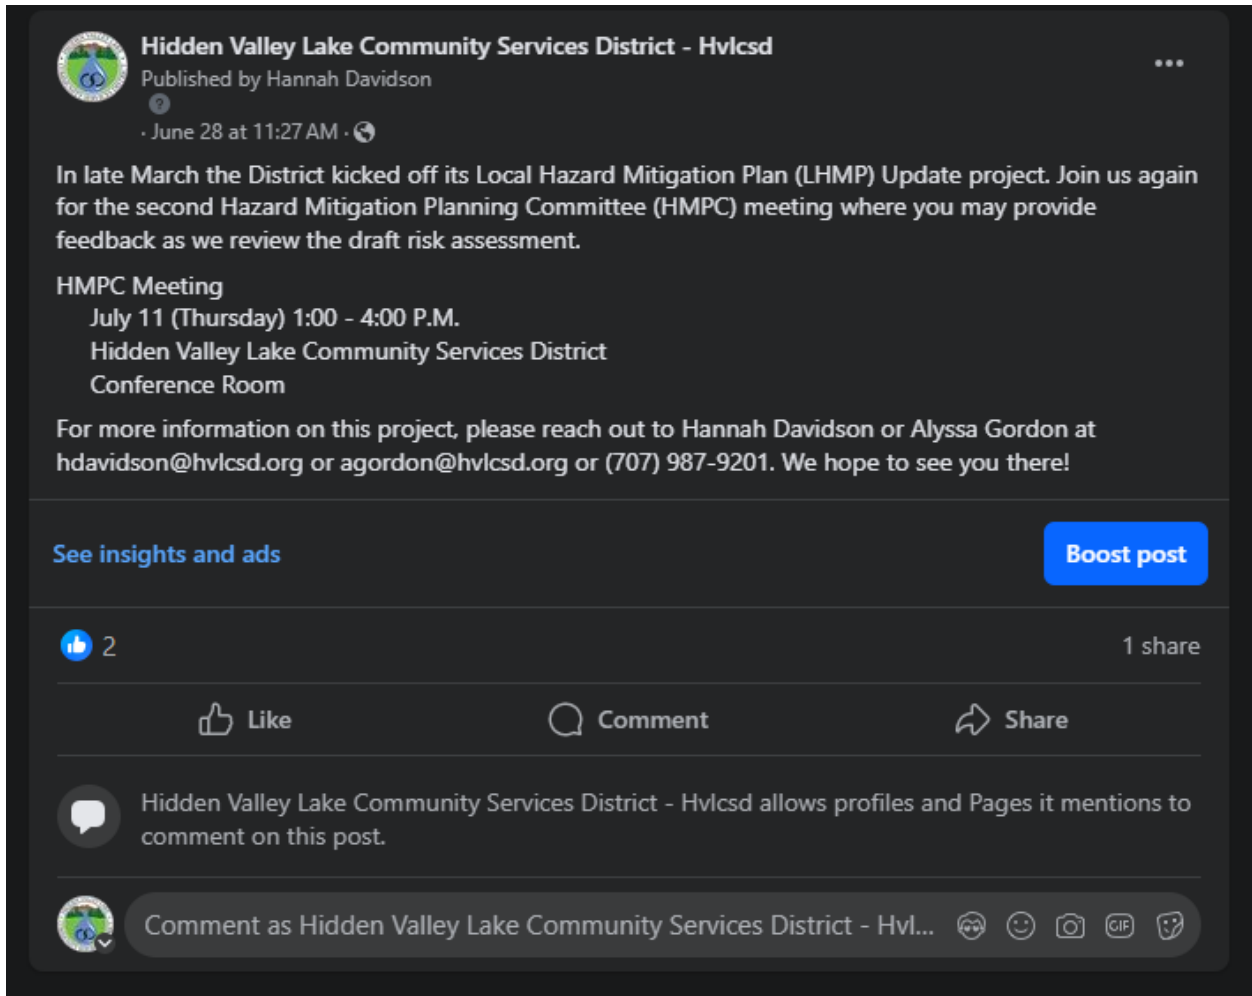 Hidden Valley Lake Community Services District - Hvlcsd
Published by Hannah Davidson
?
· June 28 at 11:27 AM ·
In late March the District kicked off its Local Hazard Mitigation Plan (LHMP) Update project. Join us again
for the second Hazard Mitigation Planning Committee (HMPC) meeting where you may provide
feedback as we review the draft risk assessment.
HMPC Meeting
July 11 (Thursday) 1:00 - 4:00 P.M.
Hidden Valley Lake Community Services District
Conference Room
For more information on this project, please reach out to Hannah Davidson or Alyssa Gordon at
hdavidson@hvlcsd.org or agordon@hvlcsd.org or (707) 987-9201. We hope to see you there!
See insights and ads
Boost post
2
1 share
Like
Comment
Share
Hidden Valley Lake Community Services District - Hvlcsd allows profiles and Pages it mentions to
comment on this post.
Comment as Hidden Valley Lake Community Services District - Hvl...
GIF